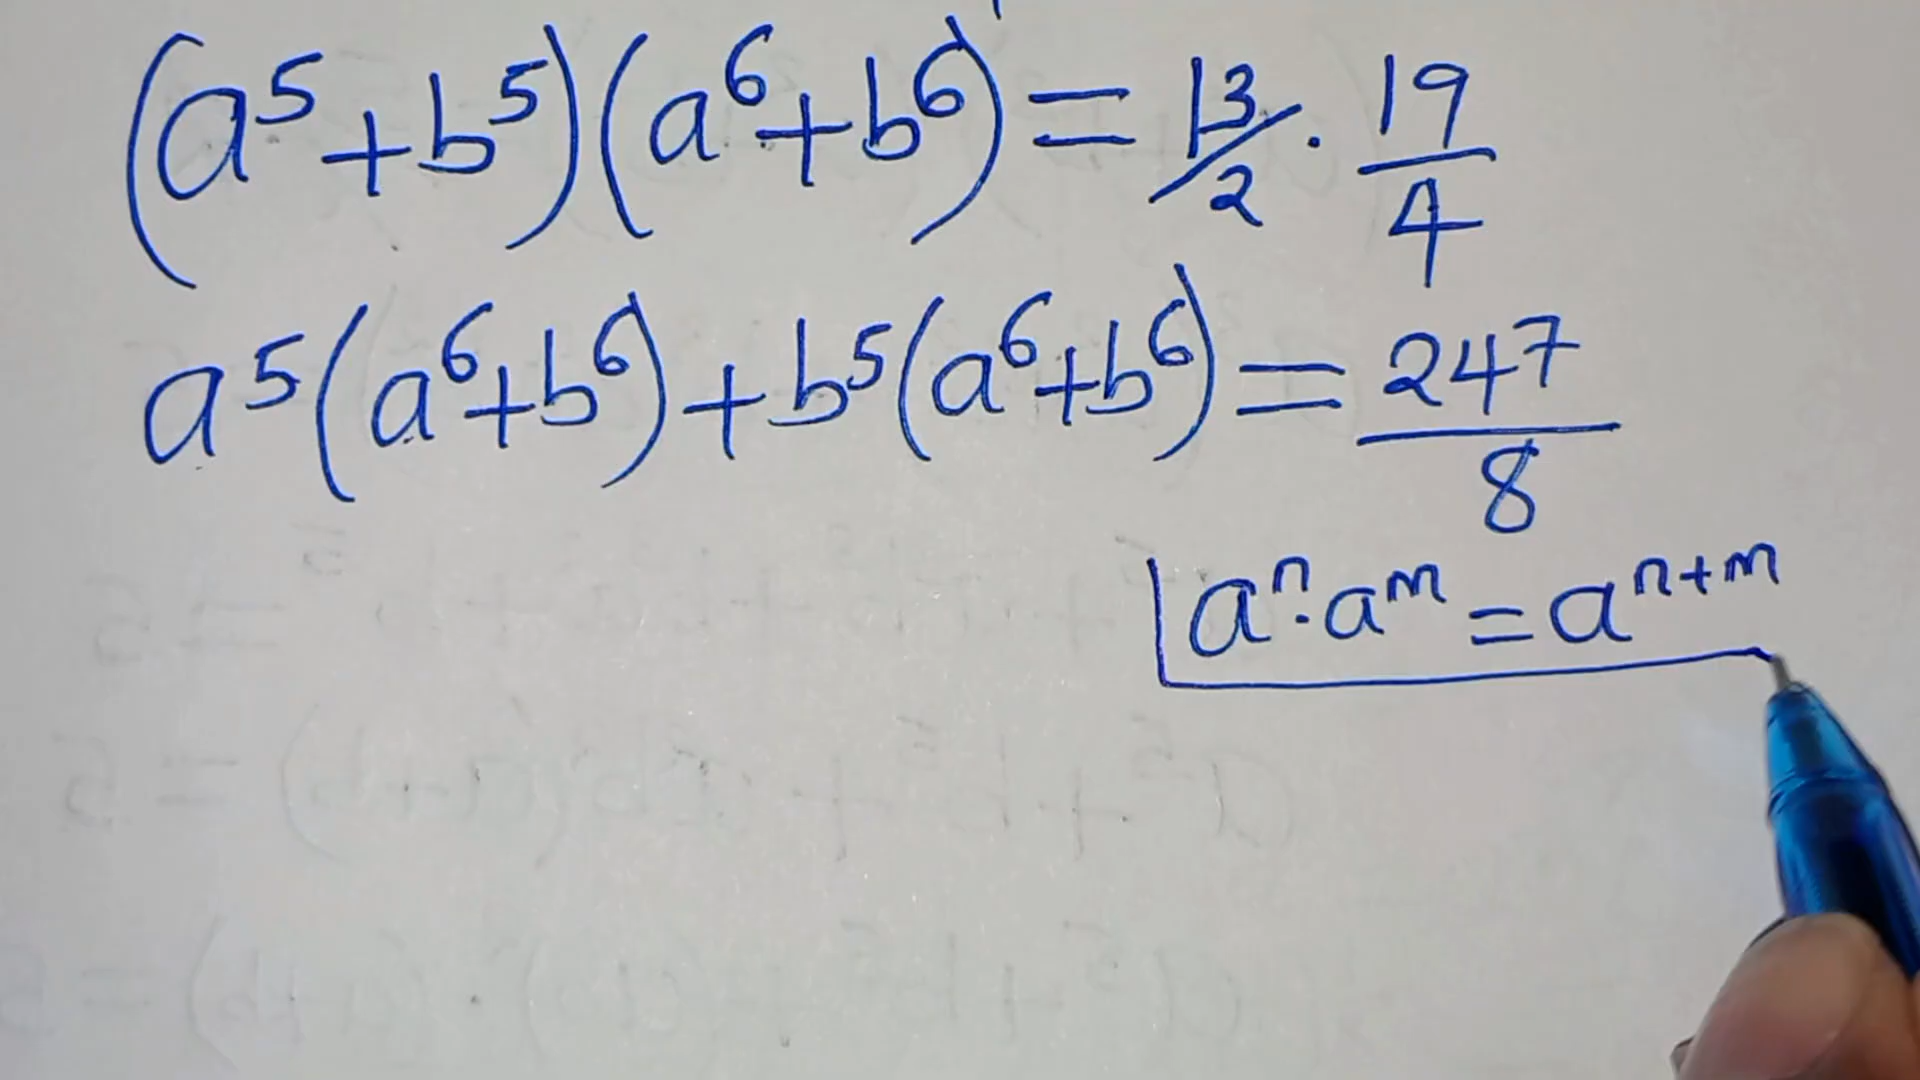 (a⁵+b⁵)(a⁶+b⁶)=13/2·19/4
a⁵(a⁶+b⁶)+b⁵(a⁶+b⁶)=247/8
aⁿ·aᵐ=aⁿ⁺ᵐ